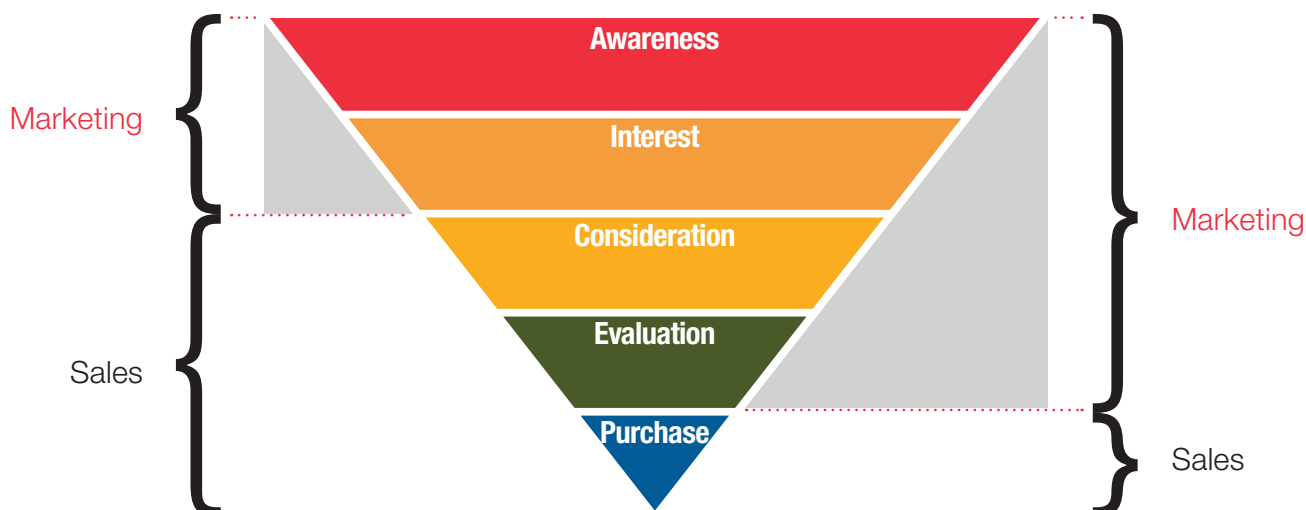 Awareness
Marketing
Interest
Marketing
Consideration
Evaluation
Sales
Purchase
Sales